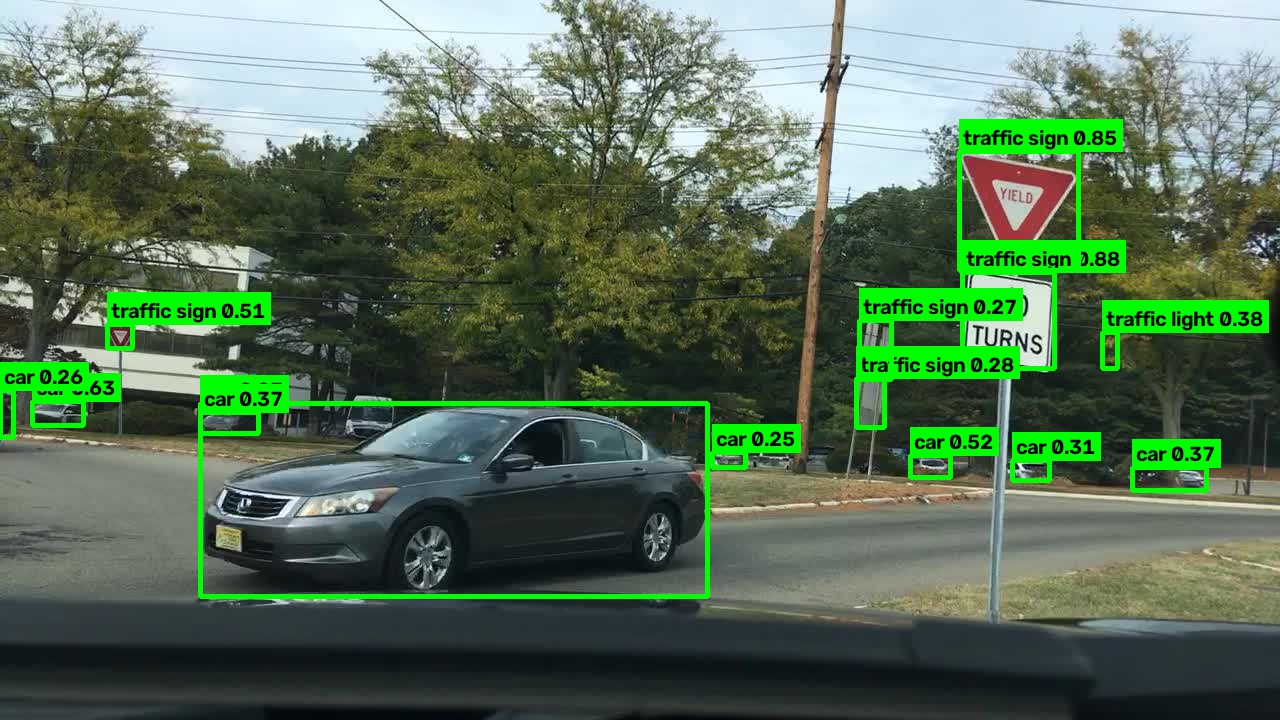 traffic sign 0.85
YIELD
traffic sign 0.88
TURNS
traffic sign 0.51
traffic sign 0.27
traffic light 0.38
traffic sign 0.28
car 0.26
0.63
car 0.37
car 0.25
car 0.52
car 0.31
car 0.37